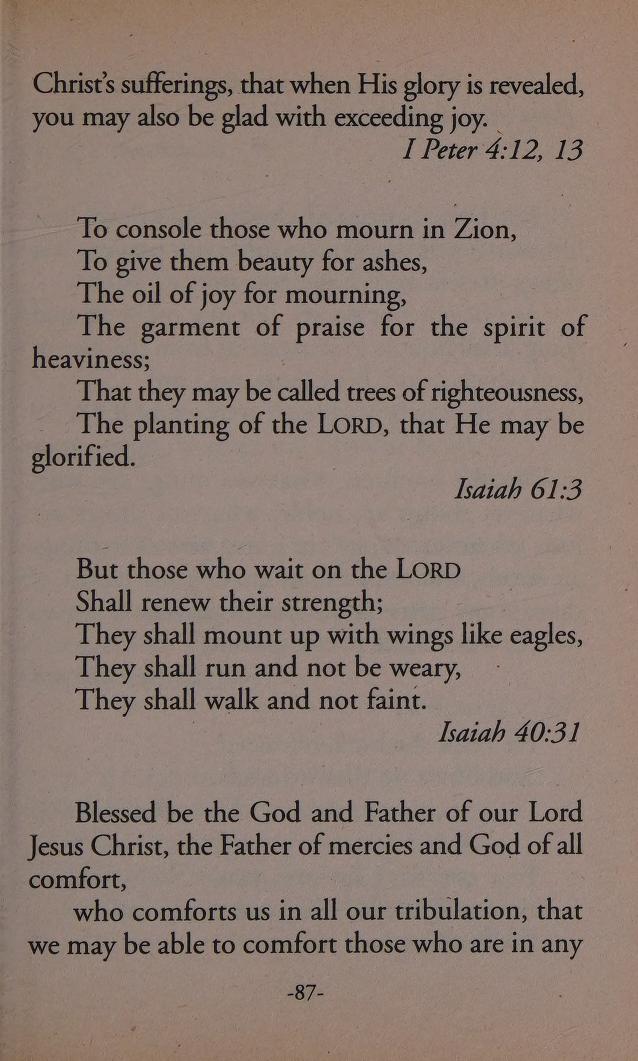 Christ's sufferings, that when His glory is revealed,
you may also be glad with exceeding joy.
I Peter 4:12, 13
To console those who mourn in Zion,
To give them beauty for ashes,
The oil of joy for mourning,
The garment of praise for the spirit of
heaviness;
That they may be called trees of righteousness,
The planting of the LORD, that He may be
glorified.
Isaiah 61:3
But those who wait on the LORD
Shall renew their strength;
They shall mount up with wings like eagles,
They shall run and not be weary,
They shall walk and not faint.
Isaiah 40:31
Blessed be the God and Father of our Lord
Jesus Christ, the Father of mercies and God of all
comfort,
who comforts us in all our tribulation, that
we may be able to comfort those who are in any
-87-